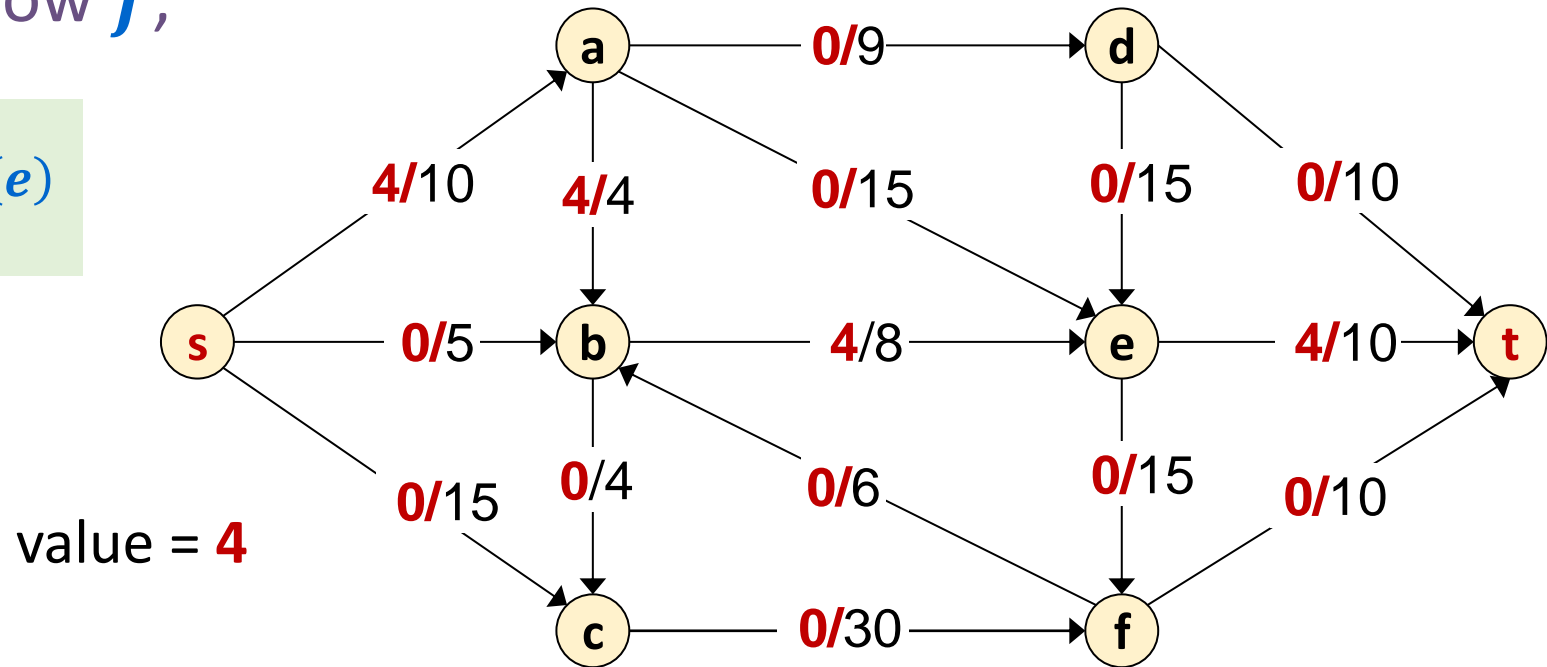 ow f,
a 0/9 d
(e)
4/10 4/4 0/15 0/15 0/10
s 0/5 b 4/8 e 4/10 t
0/15 0/4 0/6 0/15 0/10
value = 4
c 0/30 f